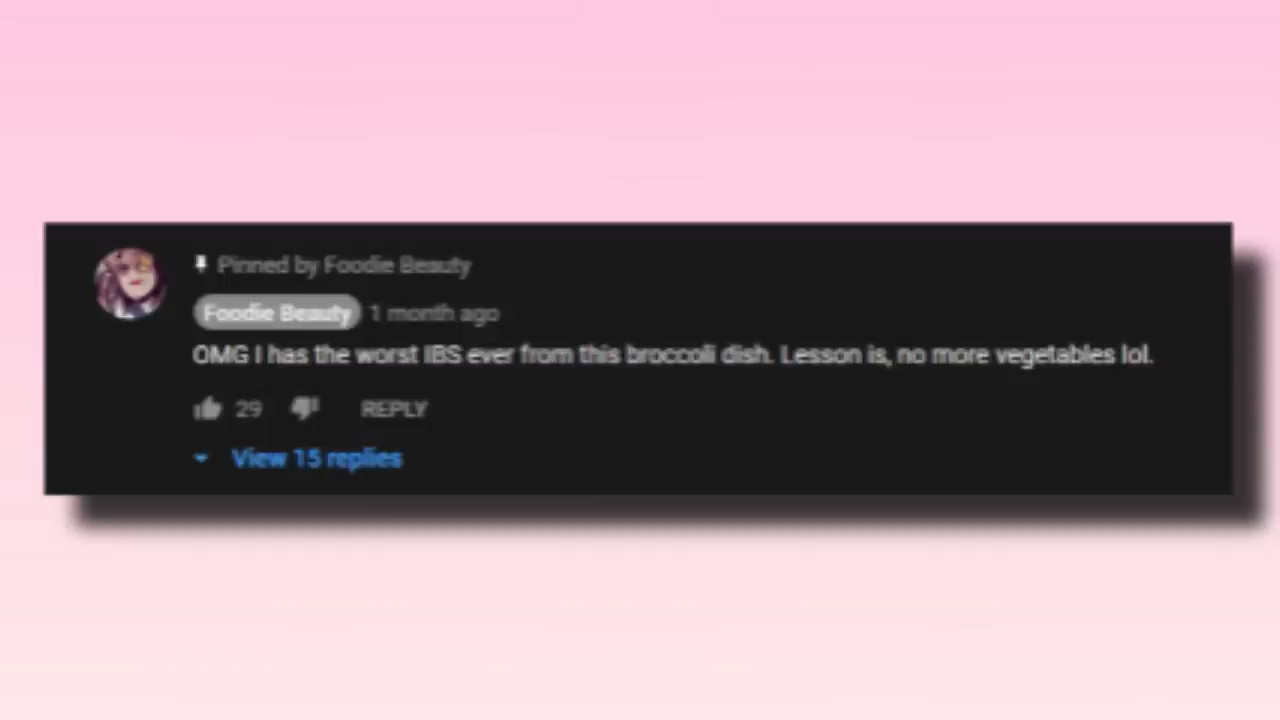 Pinned by Foodie Beauty
Foodie Beauty 1 month ago
OMG I has the worst IBS ever from this broccoli dish. Lesson is, no more vegetables lol.
29 REPLY
View 15 replies